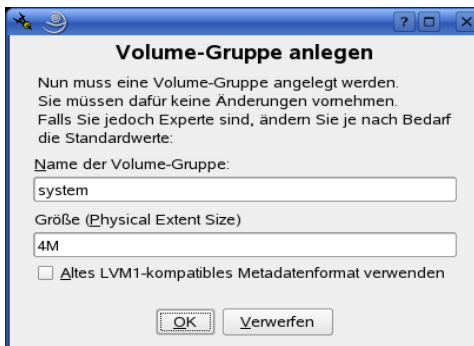 Volume-Gruppe anlegen
Nun muss eine Volume-Gruppe angelegt werden.
Sie müssen dafür keine Änderungen vornehmen.
Falls Sie jedoch Experte sind, ändern Sie je nach Bedarf
die Standardwerte:
Name der Volume-Gruppe:
system
Größe (Physical Extent Size)
4M
Altes LVM1-kompatibles Metadatenformat verwenden
OK Verwerfen